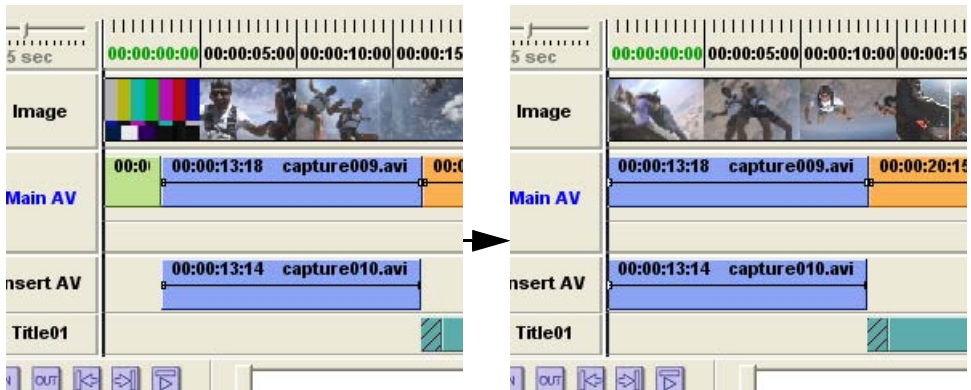 5 sec
00:00:00:00 00:00:05:00 00:00:10:00 00:00:15
Image
00:0 00:00:13:18 capture009.avi 00:0
Main AV
00:00:13:14 capture010.avi
nsert AV
Title01
N OUT
5 sec
00:00:00:00 00:00:05:00 00:00:10:00 00:00:15
Image
00:00:13:18 capture009.avi 00:00:20:15
Main AV
00:00:13:14 capture010.avi
nsert AV
Title01
N OUT